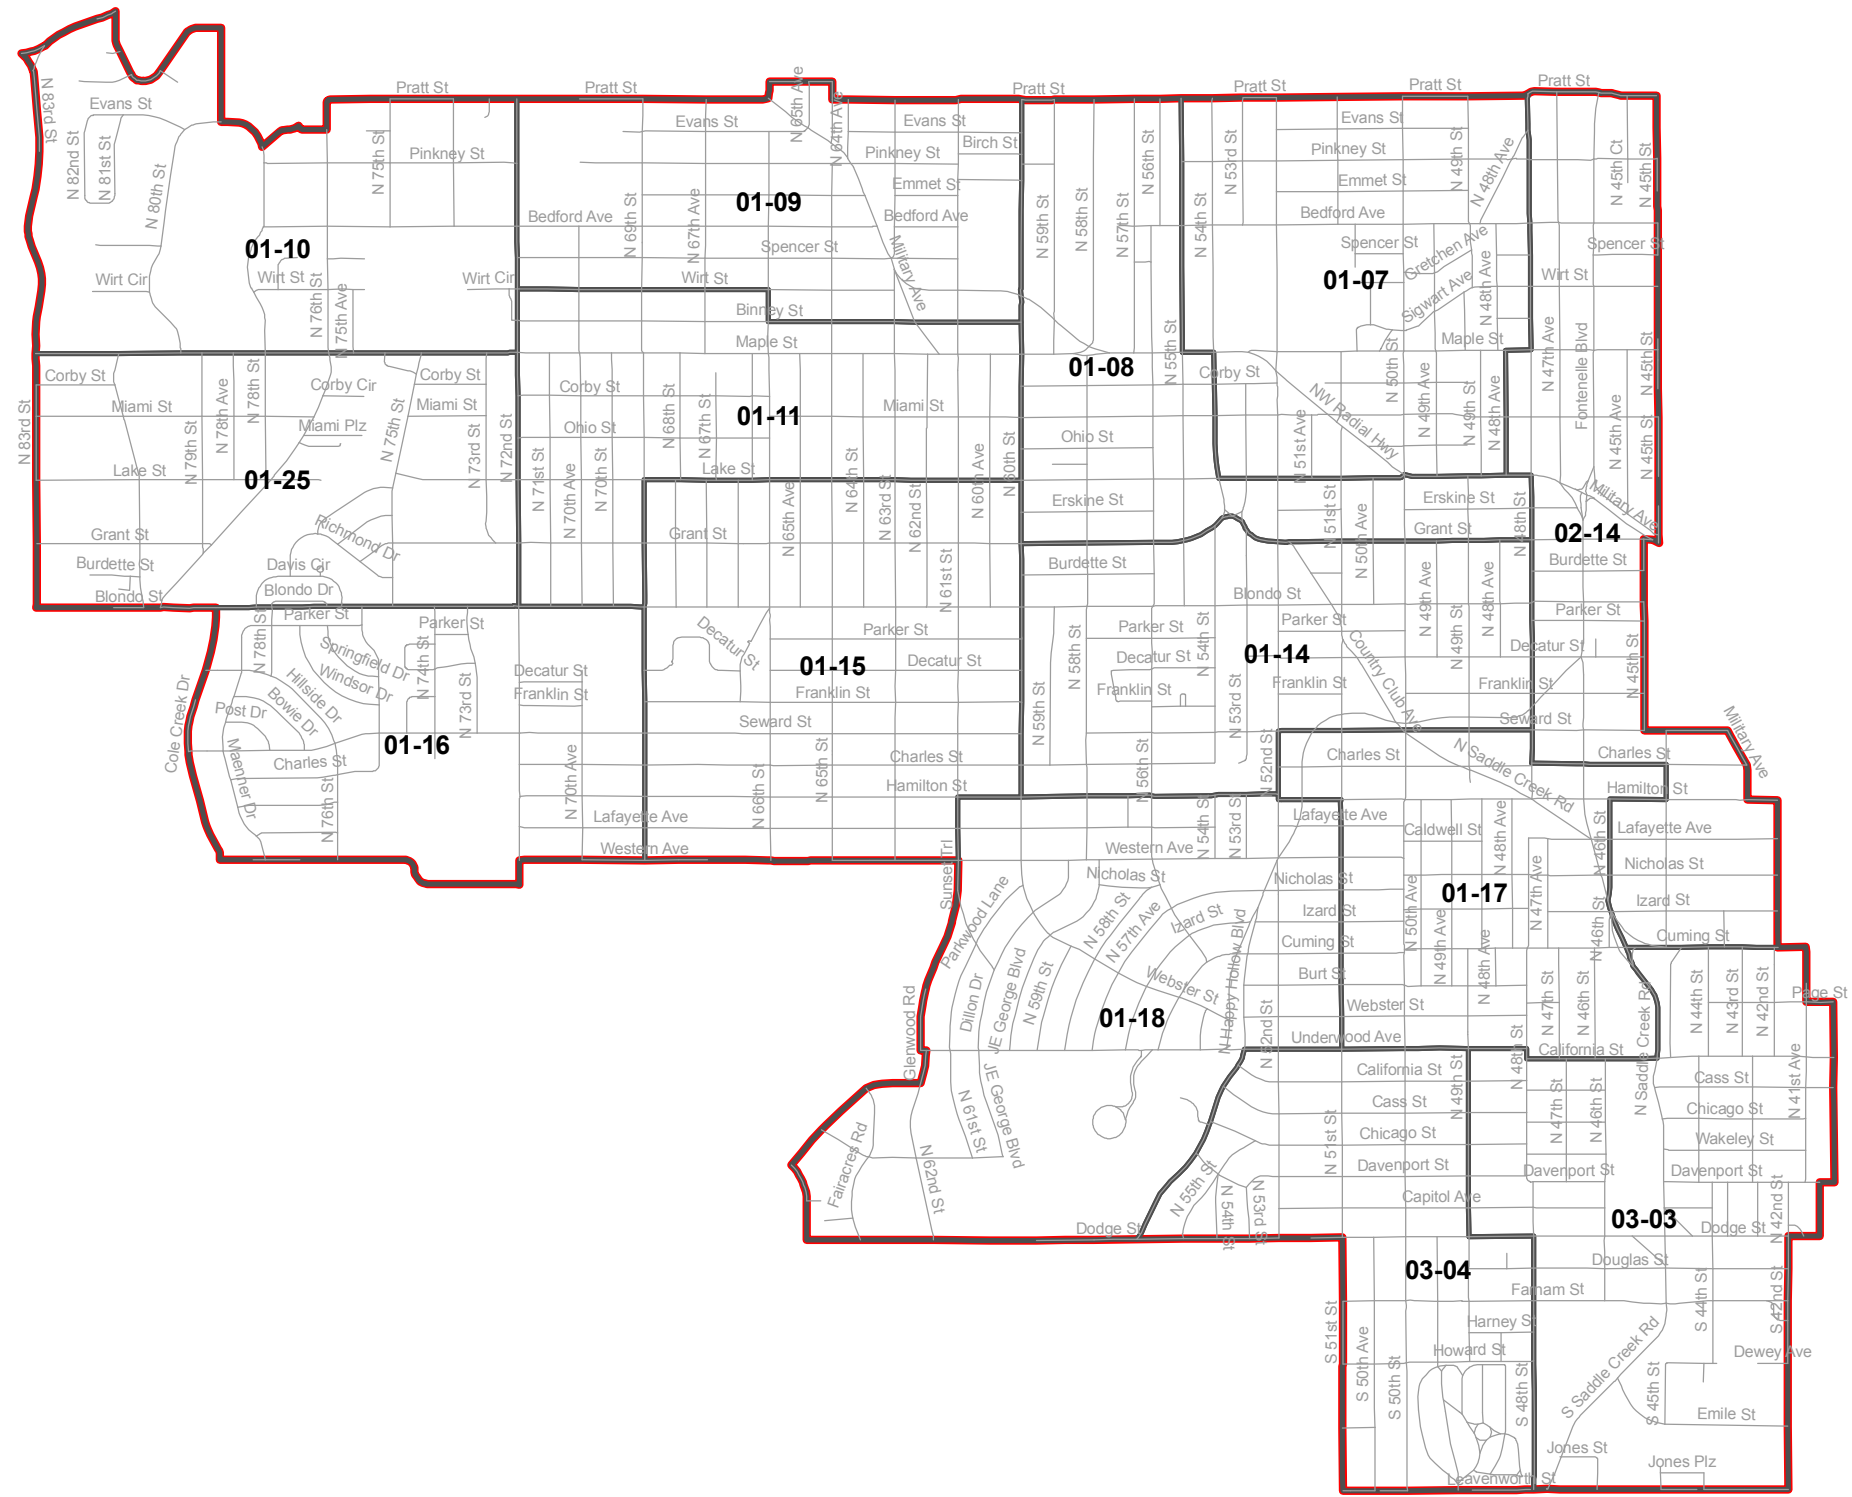 Pratt St
Pratt St
Pratt St
Pratt St
Pratt St
Pratt St
N 83rd St
Evans St
N 82nd St
N 81st St
N 80th St
N 75th St
Pinkney St
Wirt Cir
01-10
Wirt St
N 76th St
N 75th Ave
Wirt Cir
Evans St
N 65th Ave
N 64th Ave
Evans St
Birch St
Pinkney St
Emmet St
01-09
N 69th St
N 67th Ave
Bedford Ave
Bedford Ave
Spencer St
Military Ave
Wirt St
Binney St
Maple St
N 59th St
N 58th St
N 57th St
N 56th St
N 55th St
01-08
N 54th St
N 53rd St
Evans St
Pinkney St
Emmet St
Bedford Ave
Spencer St
Gretchen Ave
Sigwart Ave
01-07
N 49th St
N 48th Ave
N 48th Ave
Maple St
N 50th St
Corby St
NW Radial Hwy
N 51st Ave
N 49th Ave
N 49th St
N 48th Ave
N 45th Ct
N 45th St
Spencer St
Wirt St
N 47th Ave
Fontenelle Blvd
N 45th St
N 45th Ave
N 45th St
Military Ave
02-14
Burdette St
Parker St
Decatur St
N 45th St
Franklin St
Seward St
Charles St
Hamilton St
Military Ave
Corby St
N 83rd St
Miami St
N 79th St
N 78th Ave
N 78th St
Corby Cir
Miami Plz
N 75th St
Corby St
Miami St
N 73rd St
N 72nd St
Lake St
01-25
Grant St
Richmond Dr
Burdette St
Davis Cir
Blondo St
Blondo Dr
Corby St
N 68th St
N 67th St
01-11
Miami St
Ohio St
Lake St
N 71st St
N 70th Ave
N 70th St
N 64th St
N 63rd St
N 62nd St
N 60th Ave
N 60th St
N 65th Ave
Grant St
N 61st St
Ohio St
Erskine St
Burdette St
Blondo St
Erskine St
Grant St
N 51st St
N 50th Ave
N 48th St
N 49th Ave
N 49th St
N 48th Ave
Parker St
N 78th St
Springfield Dr
Windsor Dr
Hillside Dr
Bowie Dr
Post Dr
Maenner Dr
Cole Creek Dr
Charles St
N 76th St
N 74th St
Parker St
N 73rd St
01-16
Decatur St
Franklin St
N 70th Ave
Lafayette Ave
Western Ave
Decatur St
Parker St
01-15
Decatur St
Franklin St
Seward St
Charles St
Hamilton St
N 66th St
N 65th St
N 59th St
N 58th St
Parker St
Decatur St
Franklin St
N 54th St
N 53rd St
N 56th St
N 52nd St
01-14
Parker St
Franklin St
Country Club Ave
Charles St
N Saddle Creek Rd
Sunset Trl
Western Ave
N 54th St
N 53rd St
Lafayette Ave
Caldwell St
N 48th Ave
N 46th St
Lafayette Ave
Nicholas St
Izard St
Cuming St
Nicholas St
Nicholas St
Izard St
Izard St
Cuming St
Burt St
Webster St
Webster St
Underwood Ave
01-17
N 50th Ave
N 49th Ave
N 48th Ave
N 47th Ave
N 46th St
N 47th St
N 46th St
Parkwood Lane
Dillon Dr
JE George Blvd
N 59th St
N 58th St
N 57th Ave
N Happy Hollow Blvd
N 52nd St
01-18
Glenwood Rd
JE George Blvd
N 61st St
N 62nd St
Fairacres Rd
Dodge St
N 55th St
N 54th St
N 53rd St
California St
Cass St
Chicago St
Davenport St
Capitol Ave
N 51st St
N 49th St
N 48th St
California St
N 47th St
N 46th St
Davenport St
N Saddle Creek Rd
N 44th St
N 43rd St
N 42nd St
Page St
N 41st Ave
Cass St
Chicago St
Wakeley St
Davenport St
N 42nd St
03-03
Dodge St
Douglas St
Farnam St
03-04
Harney St
Howard St
S 51st St
S 50th Ave
S 50th St
S 48th St
S Saddle Creek Rd
S 45th St
S 44th St
S 42nd St
Dewey Ave
Emile St
Jones St
Jones Plz
Leavenworth St